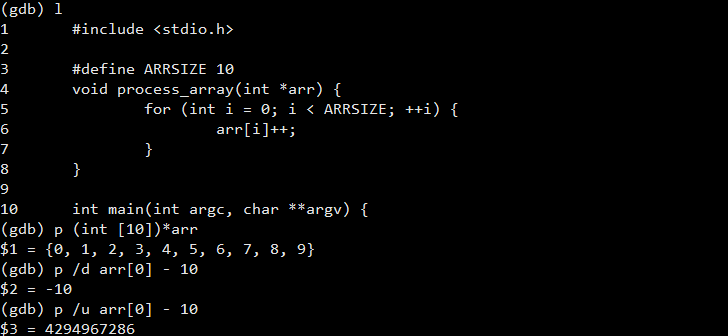 (gdb) l
1       #include <stdio.h>
2
3       #define ARRSIZE 10
4       void process_array(int *arr) {
5               for (int i = 0; i < ARRSIZE; ++i) {
6                       arr[i]++;
7               }
8       }
9
10      int main(int argc, char **argv) {
(gdb) p (int [10])*arr
$1 = {0, 1, 2, 3, 4, 5, 6, 7, 8, 9}
(gdb) p /d arr[0] - 10
$2 = -10
(gdb) p /u arr[0] - 10
$3 = 4294967286